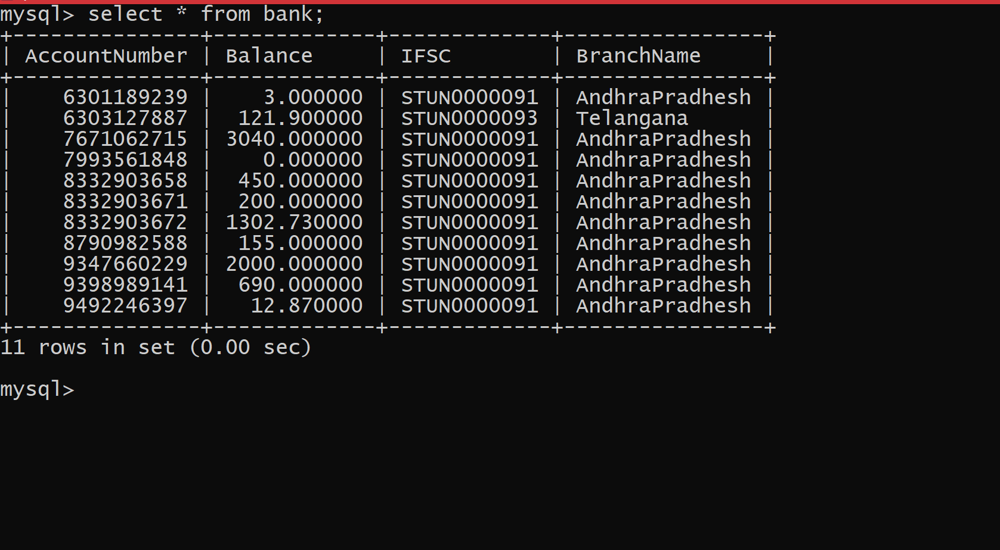 mysql> select * from bank;
+---------------+-------------+-------------+----------------+
| AccountNumber | Balance     | IFSC        | BranchName     |
+---------------+-------------+-------------+----------------+
|    6301189239 |    3.000000 | STUN0000091 | AndhraPradhesh |
|    6303127887 |  121.900000 | STUN0000093 | Telangana      |
|    7671062715 | 3040.000000 | STUN0000091 | AndhraPradhesh |
|    7993561848 |    0.000000 | STUN0000091 | AndhraPradhesh |
|    8332903658 |  450.000000 | STUN0000091 | AndhraPradhesh |
|    8332903671 |  200.000000 | STUN0000091 | AndhraPradhesh |
|    8332903672 | 1302.730000 | STUN0000091 | AndhraPradhesh |
|    8790982588 |  155.000000 | STUN0000091 | AndhraPradhesh |
|    9347660229 | 2000.000000 | STUN0000091 | AndhraPradhesh |
|    9398989141 |  690.000000 | STUN0000091 | AndhraPradhesh |
|    9492246397 |   12.870000 | STUN0000091 | AndhraPradhesh |
+---------------+-------------+-------------+----------------+
11 rows in set (0.00 sec)
mysql>